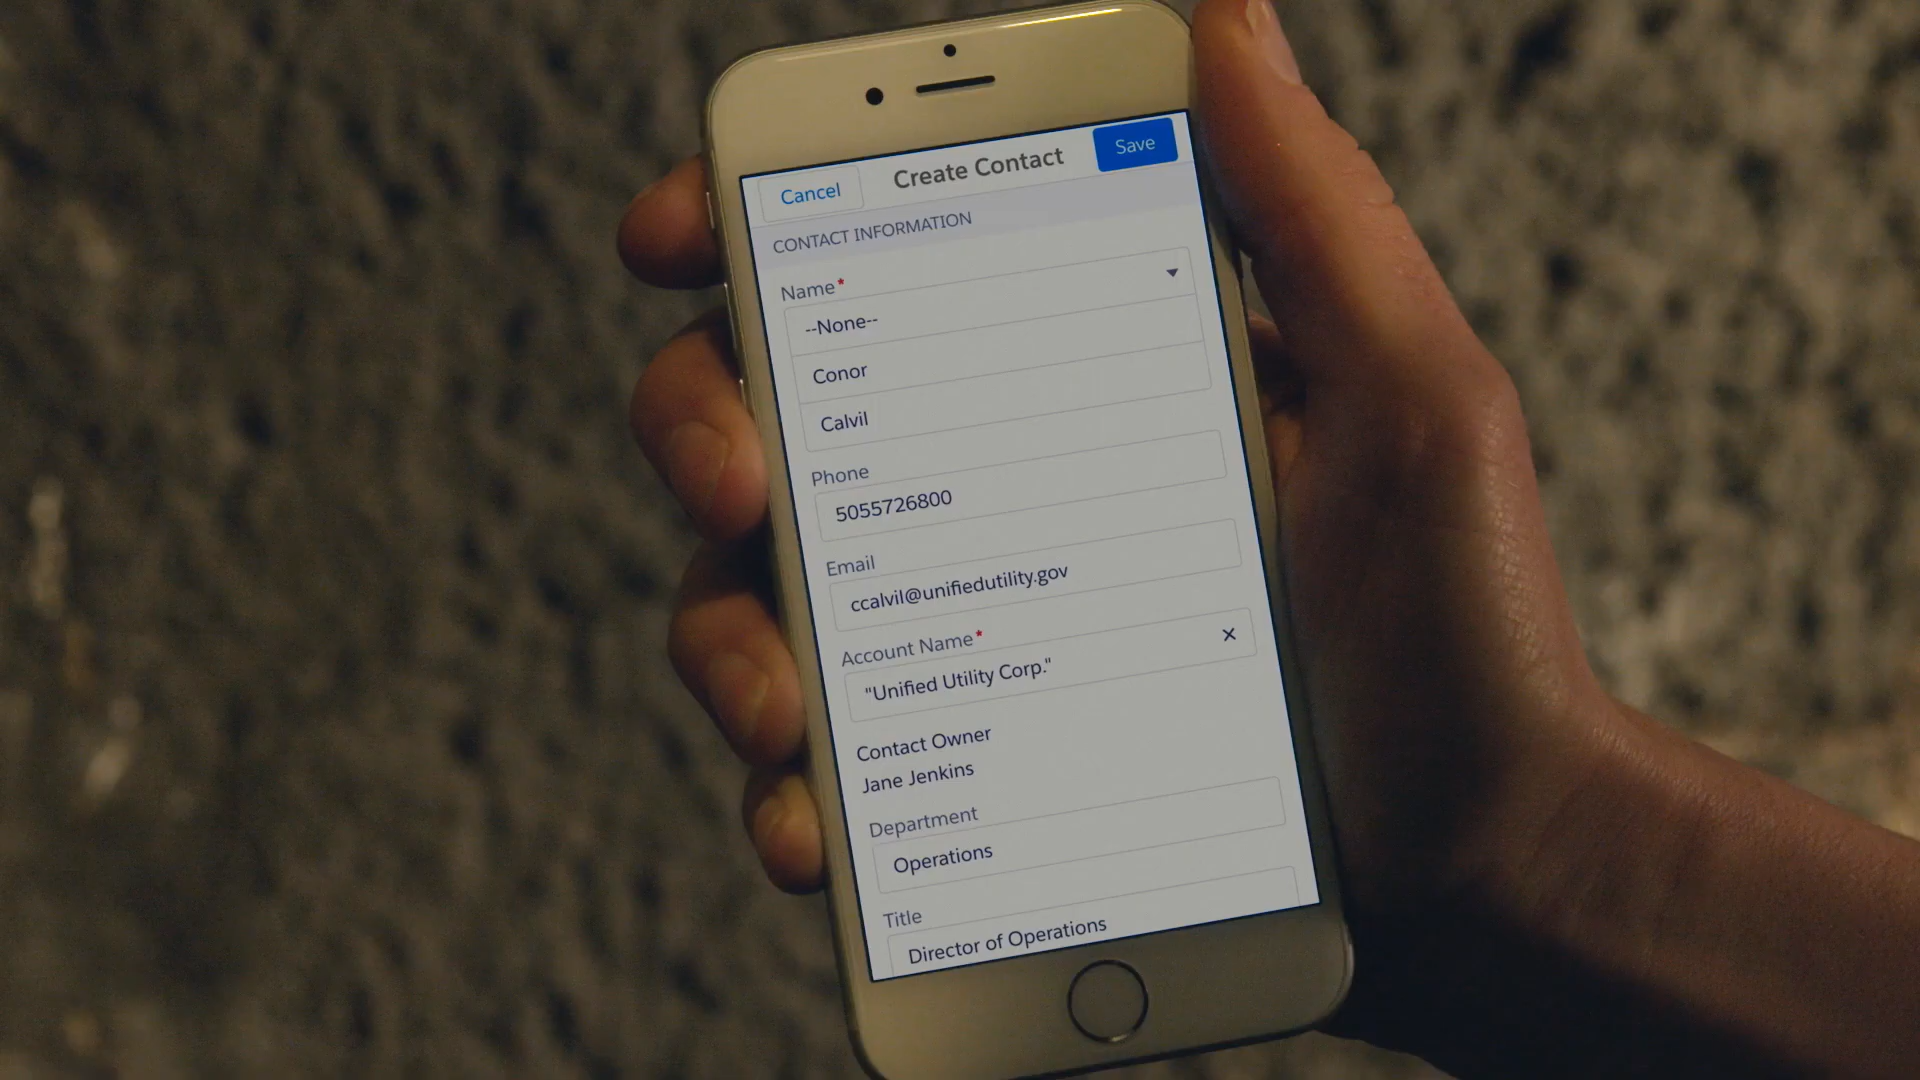 Cancel
Create Contact
Save
CONTACT INFORMATION
Name*
--None--
Conor
Calvil
Phone
5055726800
Email
ccalvil@unifiedutility.gov
Account Name*
"Unified Utility Corp."
Contact Owner
Jane Jenkins
Department
Operations
Title
Director of Operations